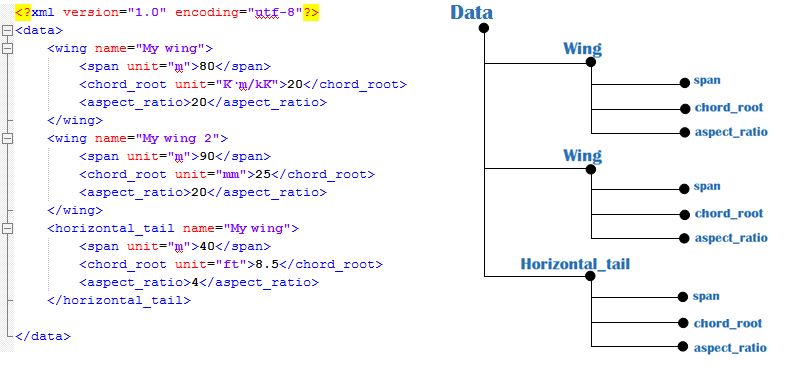 <?xml version="1.0" encoding="utf-8"?>
<data>
<wing name="My wing">
<span unit="m">80</span>
<chord_root unit="K·m/kK">20</chord_root>
<aspect_ratio>20</aspect_ratio>
</wing>
<wing name="My wing 2">
<span unit="m">90</span>
<chord_root unit="mm">25</chord_root>
<aspect_ratio>20</aspect_ratio>
</wing>
<horizontal_tail name="My wing">
<span unit="m">40</span>
<chord_root unit="ft">8.5</chord_root>
<aspect_ratio>4</aspect_ratio>
</horizontal_tail>
</data>
Data
Wing
span
chord_root
aspect_ratio
Wing
span
chord_root
aspect_ratio
Horizontal_tail
span
chord_root
aspect_ratio